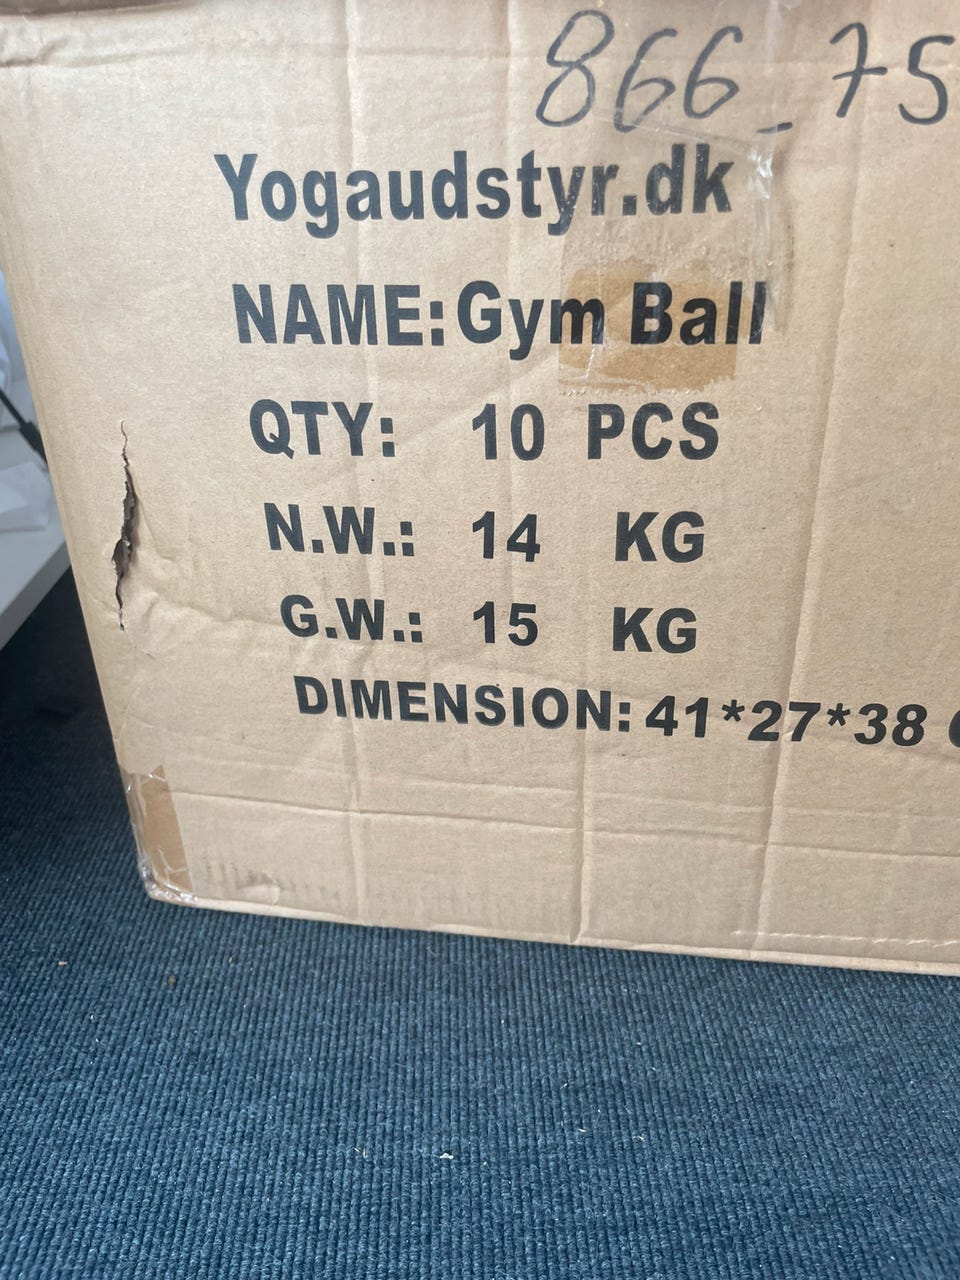 866_75
Yogaudstyr.dk
NAME: Gym Ball
QTY: 10 PCS
N.W.: 14 KG
G.W.: 15 KG
DIMENSION: 41*27*38